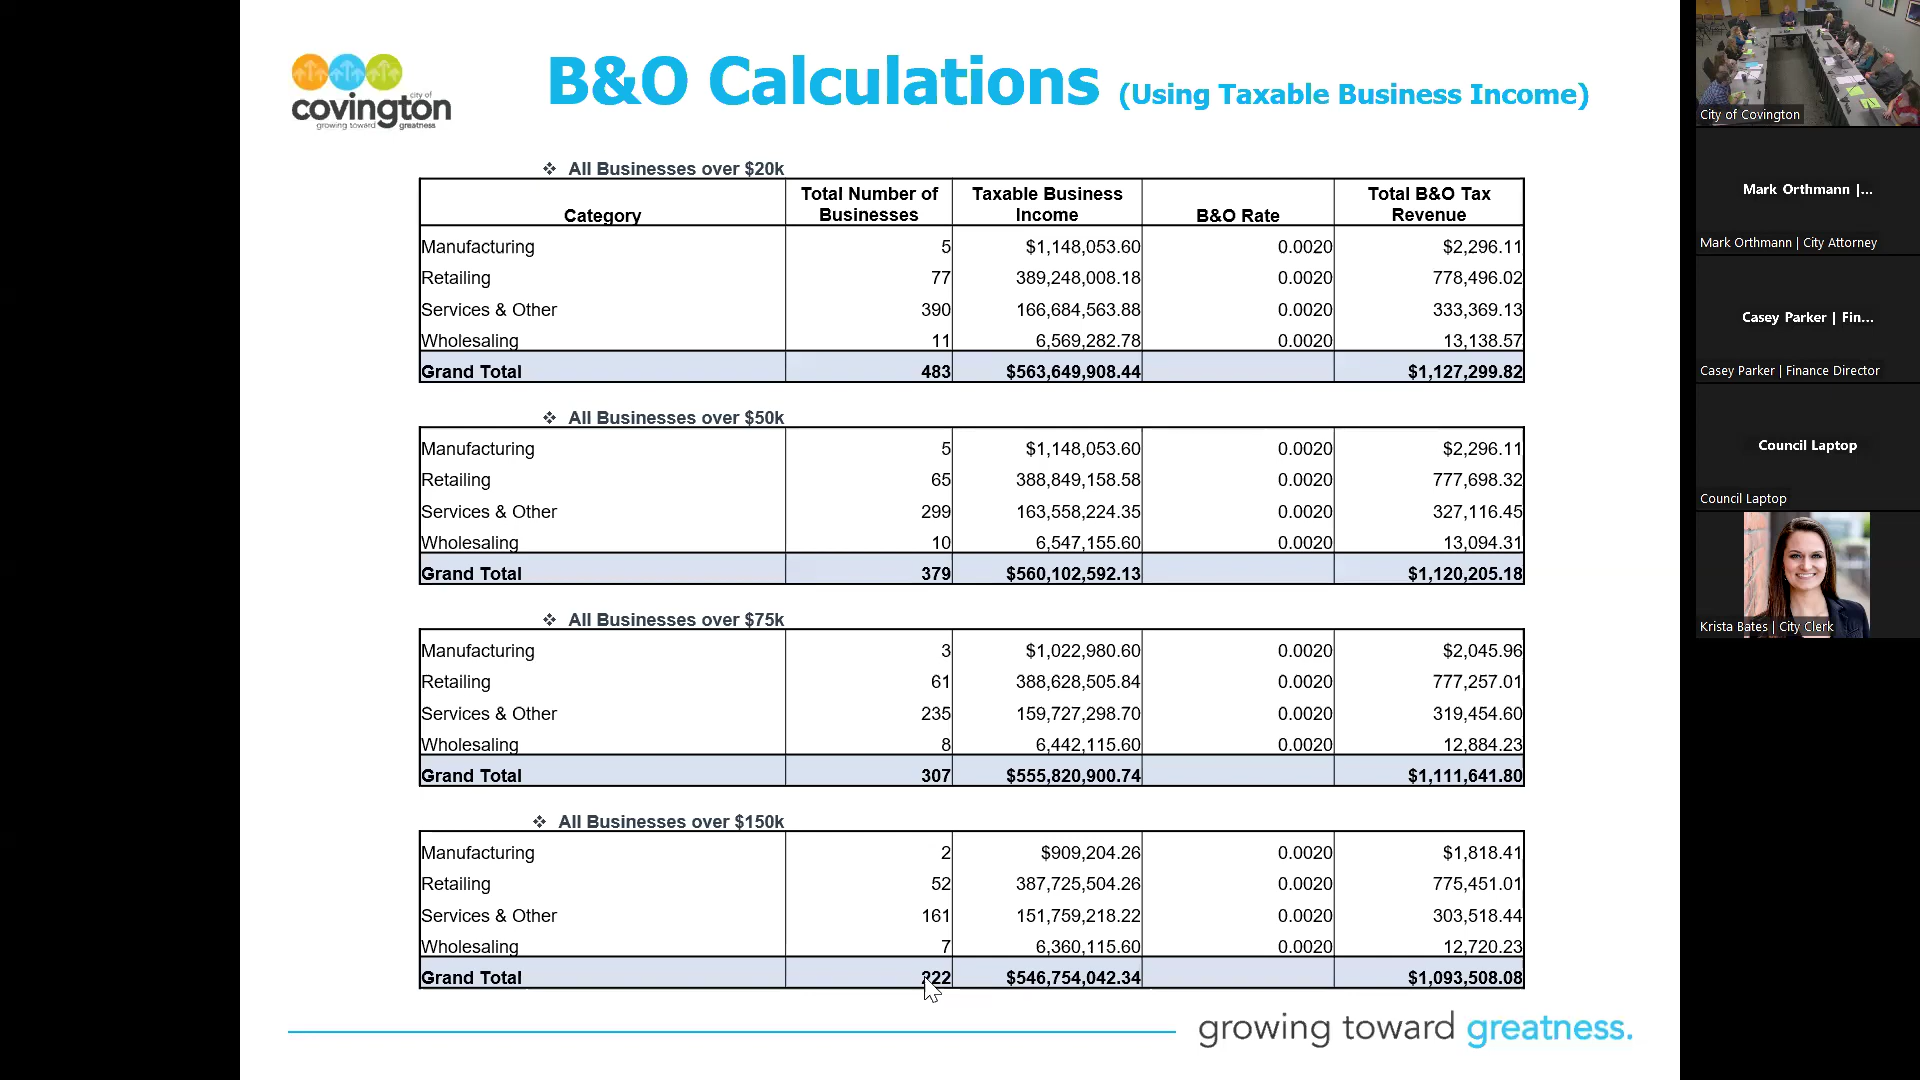 city of
covington
growing toward greatness
B&O Calculations (Using Taxable Business Income)
❖ All Businesses over $20k
Category Total Number of Businesses Taxable Business Income B&O Rate Total B&O Tax Revenue
Manufacturing 5 $1,148,053.60 0.0020 $2,296.11
Retailing 77 389,248,008.18 0.0020 778,496.02
Services & Other 390 166,684,563.88 0.0020 333,369.13
Wholesaling 11 6,569,282.78 0.0020 13,138.57
Grand Total 483 $563,649,908.44 $1,127,299.82
❖ All Businesses over $50k
Manufacturing 5 $1,148,053.60 0.0020 $2,296.11
Retailing 65 388,849,158.58 0.0020 777,698.32
Services & Other 299 163,558,224.35 0.0020 327,116.45
Wholesaling 10 6,547,155.60 0.0020 13,094.31
Grand Total 379 $560,102,592.13 $1,120,205.18
❖ All Businesses over $75k
Manufacturing 3 $1,022,980.60 0.0020 $2,045.96
Retailing 61 388,628,505.84 0.0020 777,257.01
Services & Other 235 159,727,298.70 0.0020 319,454.60
Wholesaling 8 6,442,115.60 0.0020 12,884.23
Grand Total 307 $555,820,900.74 $1,111,641.80
❖ All Businesses over $150k
Manufacturing 2 $909,204.26 0.0020 $1,818.41
Retailing 52 387,725,504.26 0.0020 775,451.01
Services & Other 161 151,759,218.22 0.0020 303,518.44
Wholesaling 7 6,360,115.60 0.0020 12,720.23
Grand Total 222 $546,754,042.34 $1,093,508.08
growing toward greatness.
City of Covington
Mark Orthmann |...
Mark Orthmann | City Attorney
Casey Parker | Fin...
Casey Parker | Finance Director
Council Laptop
Council Laptop
Krista Bates | City Clerk